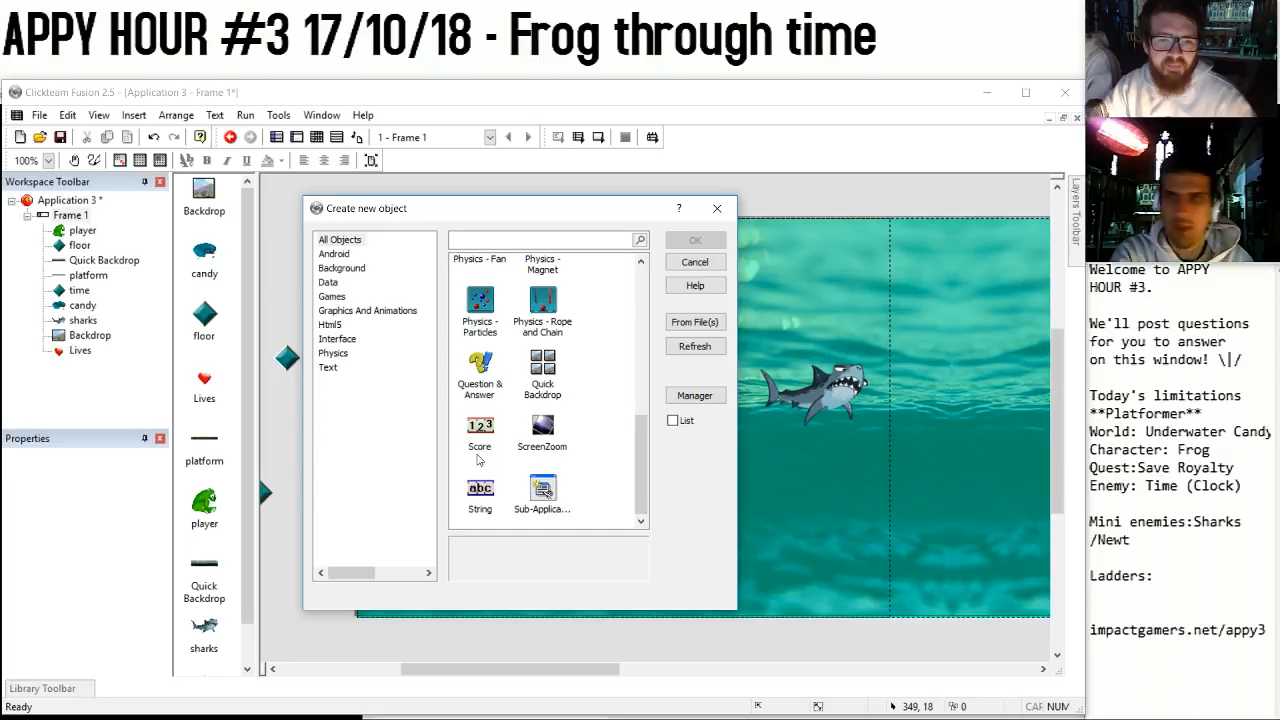 APPY HOUR #3 17/10/18 - Frog through time
Clickteam Fusion 2.5 - [Application 3 - Frame 1*]
File Edit View Insert Arrange Text Run Tools Window Help
1 - Frame 1
100%
B I U
Workspace Toolbar
Application 3 *
Frame 1
player
floor
Quick Backdrop
platform
time
candy
sharks
Backdrop
Lives
Properties
Library Toolbar
Ready
Backdrop
candy
floor
Lives
platform
player
Quick
Backdrop
sharks
Create new object
?
All Objects
Android
Background
Data
Games
Graphics And Animations
Html5
Interface
Physics
Text
Physics - Fan
Physics -
Magnet
Physics -
Particles
Physics - Rope
and Chain
Question &
Answer
Quick
Backdrop
123
Score
ScreenZoom
abc
String
Sub-Applica...
OK
Cancel
Help
From File(s)
Refresh
Manager
List
Layers Toolbar
349, 18
0
CAP NUM
Welcome to APPY
HOUR #3.
We'll post questions
for you to answer
on this window! \|/
Today's limitations
**Platformer**
World: Underwater Candy
Character: Frog
Quest:Save Royalty
Enemy: Time (Clock)
Mini enemies:Sharks
/Newt
Ladders:
impactgamers.net/appy3